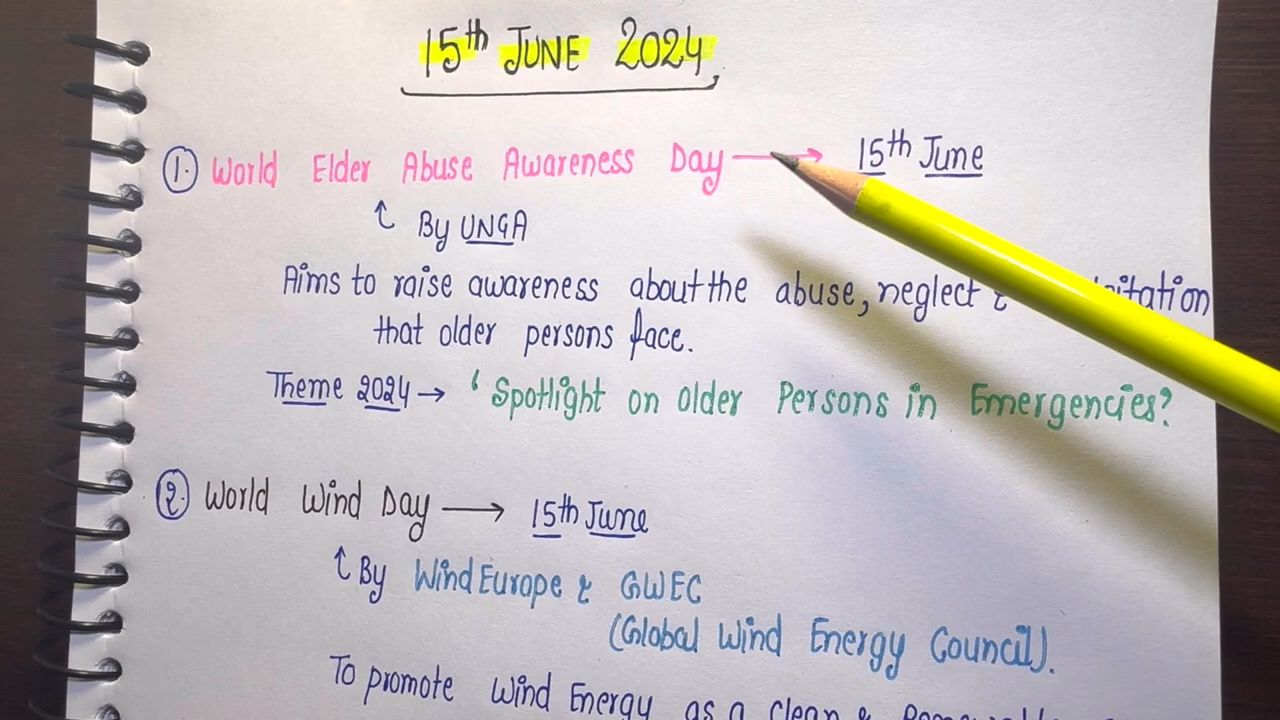 15th JUNE 2024
1. World Elder Abuse Awareness Day → 15th June
↑ By UNGA
Aims to raise awareness about the abuse, neglect &
that older persons face.
Theme 2024 → 'Spotlight on Older Persons in Emergencies?
2. World Wind Day → 15th June
↑ By WindEurope & GWEC
(Global Wind Energy Council).
To promote Wind Energy as a clean &